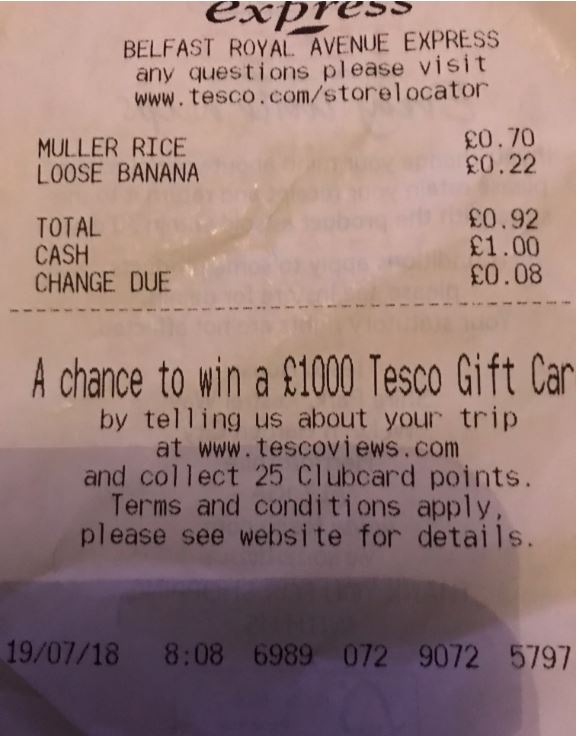 express
BELFAST ROYAL AVENUE EXPRESS
any questions please visit
www.tesco.com/storelocator
MULLER RICE £0.70
LOOSE BANANA £0.22
TOTAL £0.92
CASH £1.00
CHANGE DUE £0.08
A chance to win a £1000 Tesco Gift Car
by telling us about your trip
at www.tescoviews.com
and collect 25 Clubcard points.
Terms and conditions apply,
please see website for details.
19/07/18 8:08 6989 072 9072 5797